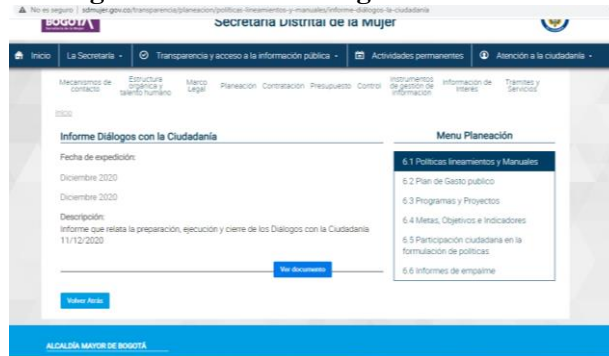 No es seguro | sdmujer.gov.co/transparencia/planeacion/politicas-lineamientos-y-manuales/informe-diálogos-la-ciudadania
BOGOTÁ
Secretaría Distrital de la Mujer
Inicio La Secretaría Transparencia y acceso a la información pública Actividades permanentes Atención a la ciudadanía
Mecanismos de contacto Estructura orgánica y talento humano Marco Legal Planeación Contratación Presupuesto Control Instrumentos de gestión de información Información de Interés Trámites y Servicios
Inicio
Informe Diálogos con la Ciudadanía
Fecha de expedición:
Diciembre 2020
Diciembre 2020
Descripción:
Informe que relata la preparación, ejecución y cierre de los Diálogos con la Ciudadanía
11/12/2020
Ver documento
Volver Atrás
Menu Planeación
6.1 Políticas lineamientos y Manuales
6.2 Plan de Gasto publico
6.3 Programas y Proyectos
6.4 Metas, Objetivos e Indicadores
6.5 Participación ciudadana en la
formulación de políticas
6.6 Informes de empalme
ALCALDÍA MAYOR DE BOGOTÁ